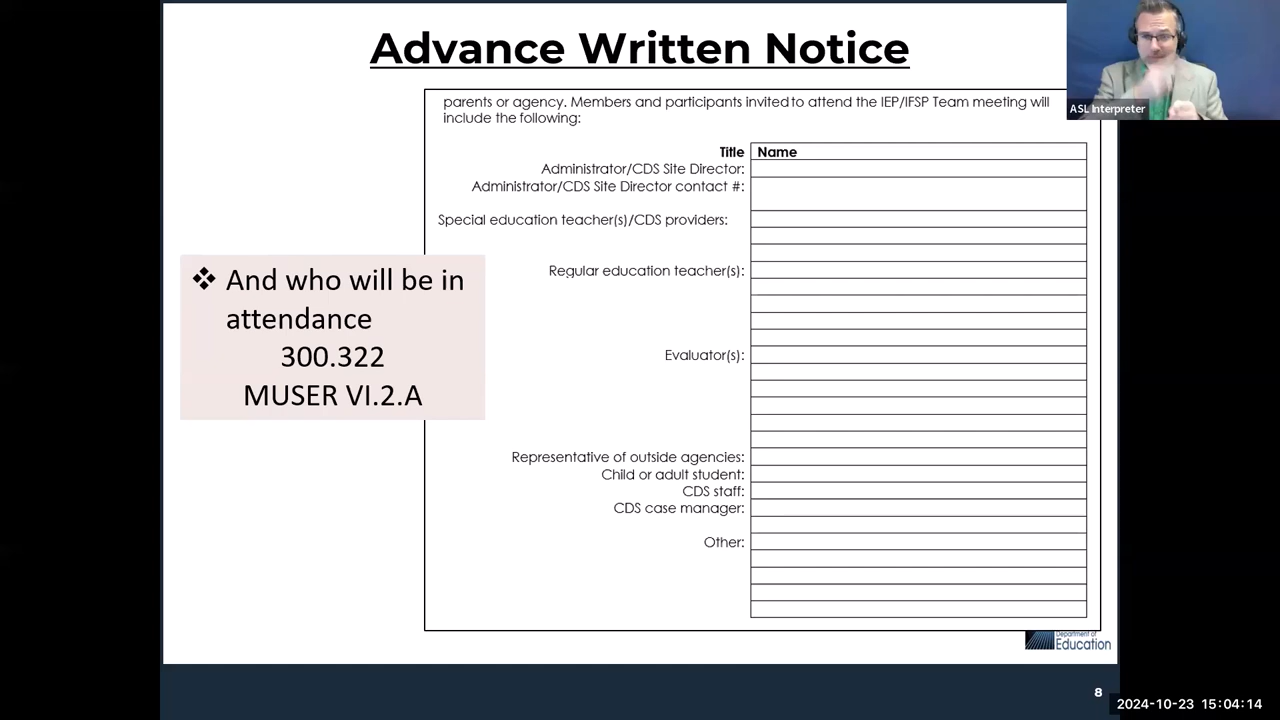 Advance Written Notice
ASL Interpreter
parents or agency. Members and participants invited to attend the IEP/IFSP Team meeting will
include the following:
Title Name
Administrator/CDS Site Director:
Administrator/CDS Site Director contact #:
Special education teacher(s)/CDS providers:
❖ And who will be in
attendance
300.322
MUSER VI.2.A
Regular education teacher(s):
Evaluator(s):
Representative of outside agencies:
Child or adult student:
CDS staff:
CDS case manager:
Other:
Department of
Education
8
2024-10-23 15:04:14